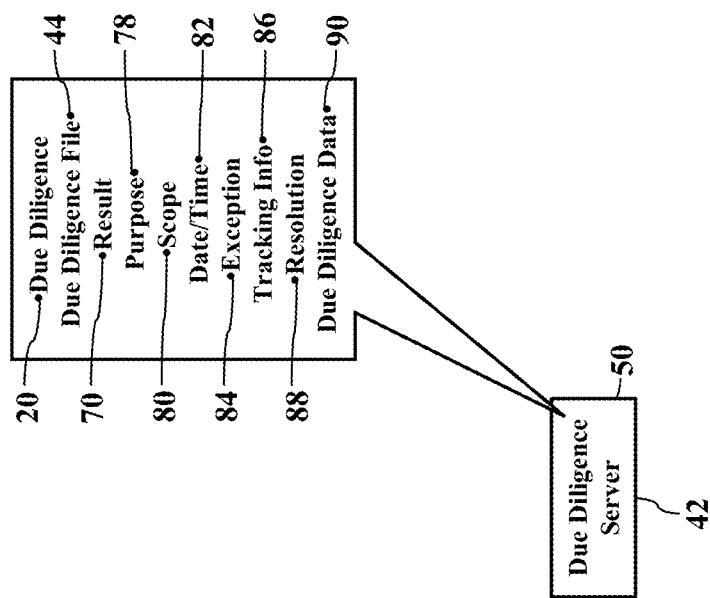 20 •Due Diligence
Due Diligence File• 44
70 •Result
Purpose• 78
80 •Scope
Date/Time• 82
84 •Exception
Tracking Info• 86
88 •Resolution
Due Diligence Data• 90
Due Diligence
Server
50
42